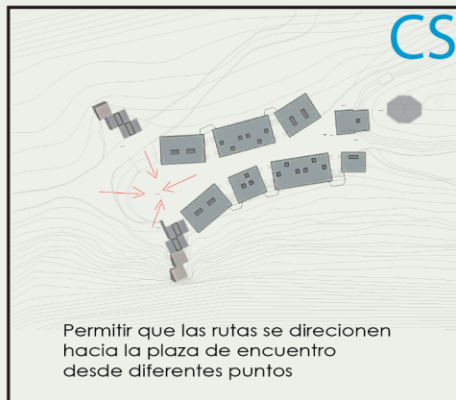 CS
Permitir que las rutas se direcionen
hacia la plaza de encuentro
desde diferentes puntos